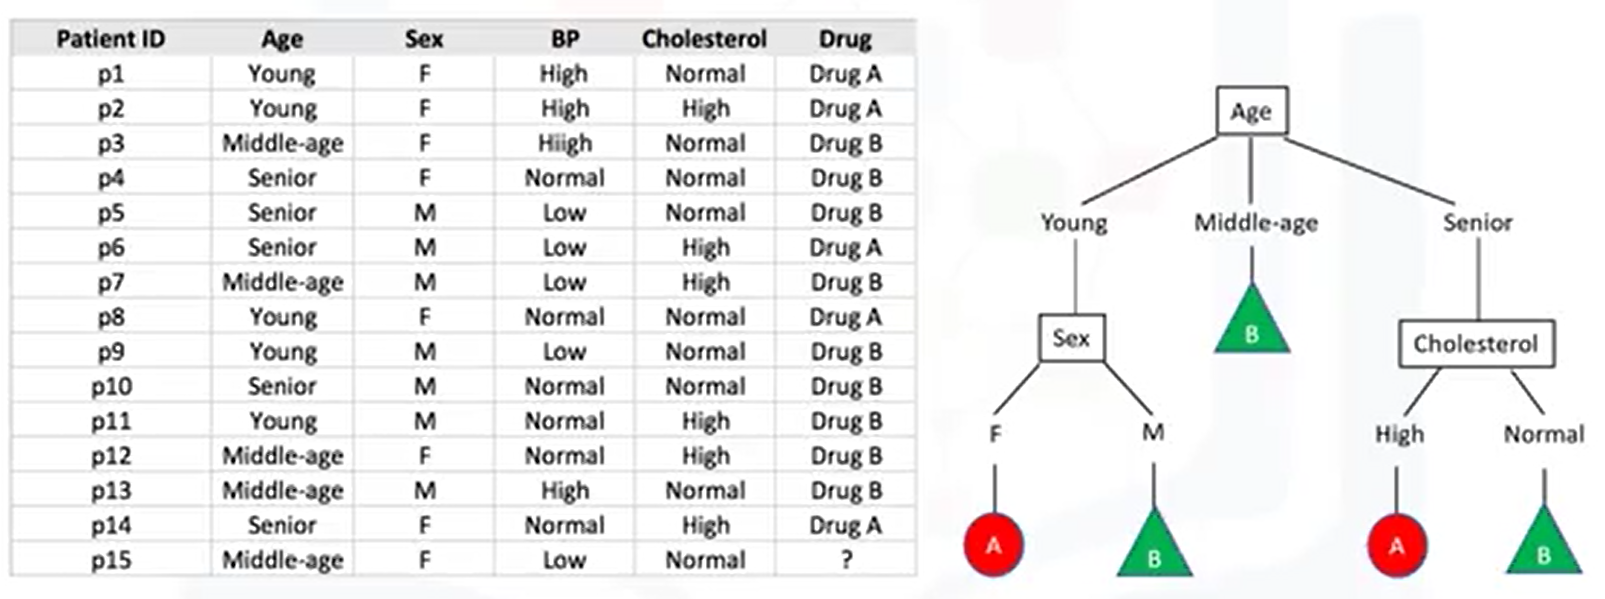 Patient ID Age Sex BP Cholesterol Drug
p1 Young F High Normal Drug A
p2 Young F High High Drug A
p3 Middle-age F Hiigh Normal Drug B
p4 Senior F Normal Normal Drug B
p5 Senior M Low Normal Drug B
p6 Senior M Low High Drug A
p7 Middle-age M Low High Drug B
p8 Young F Normal Normal Drug A
p9 Young M Low Normal Drug B
p10 Senior M Normal Normal Drug B
p11 Young M Normal High Drug B
p12 Middle-age F Normal High Drug B
p13 Middle-age M High Normal Drug B
p14 Senior F Normal High Drug A
p15 Middle-age F Low Normal ?
Age
Young Middle-age Senior
Sex B Cholesterol
F M High Normal
A B A B